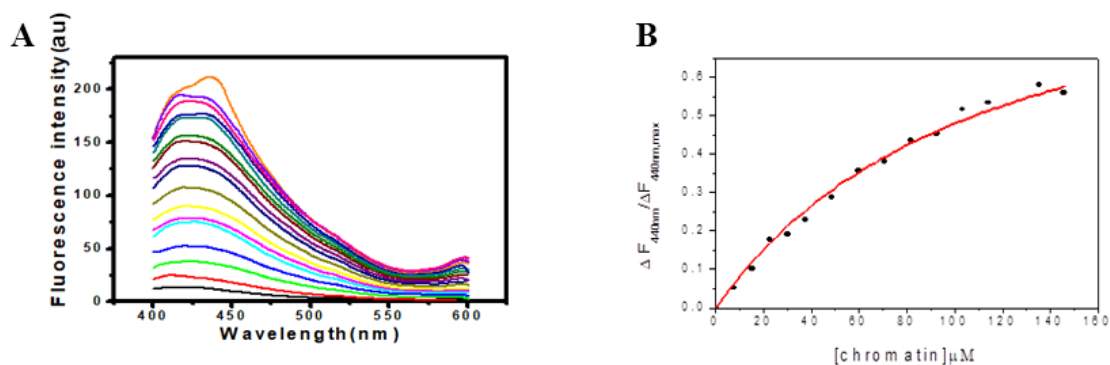 A
Fluorescence intensity(au)
200
150
100
50
0
400 450 500 550 600
Wavelength(nm)
B
ΔF440nm/ΔF440nm,max
0.6
0.5
0.4
0.3
0.2
0.1
0.0
0 20 40 60 80 100 120 140 160
[chromatin]µM